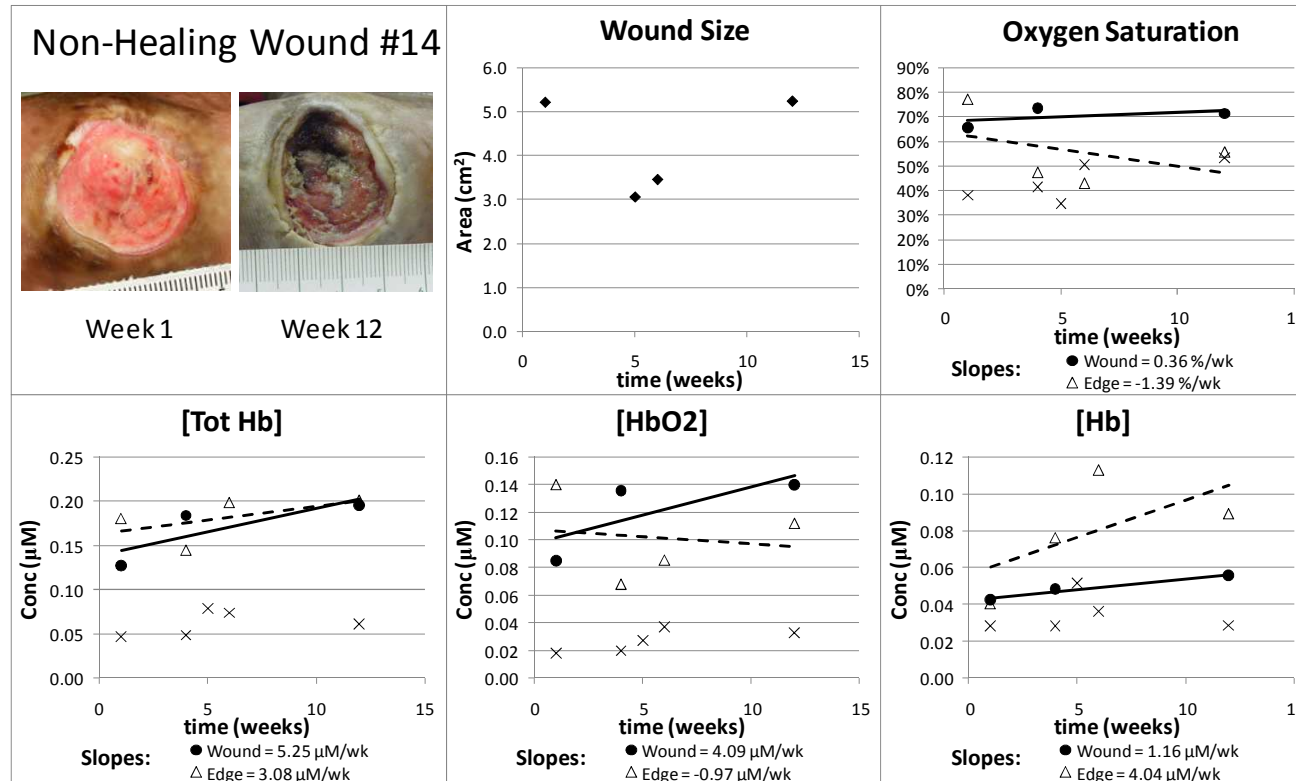 Non-Healing Wound #14
Week 1
Week 12
Wound Size
6.0
5.0
4.0
3.0
2.0
1.0
0.0
Area (cm²)
0 5 10 15
time (weeks)
Oxygen Saturation
90%
80%
70%
60%
50%
40%
30%
20%
10%
0%
0 5 10 1
time (weeks)
Slopes:
Wound = 0.36 %/wk
Edge = -1.39 %/wk
[Tot Hb]
0.25
0.20
0.15
0.10
0.05
0.00
Conc (μM)
0 5 10 15
time (weeks)
Slopes:
Wound = 5.25 μM/wk
Edge = 3.08 μM/wk
[HbO2]
0.16
0.14
0.12
0.10
0.08
0.06
0.04
0.02
0.00
Conc (μM)
0 5 10 15
time (weeks)
Slopes:
Wound = 4.09 μM/wk
Edge = -0.97 μM/wk
[Hb]
0.12
0.10
0.08
0.06
0.04
0.02
0.00
Conc (μM)
0 5 10 1
time (weeks)
Slopes:
Wound = 1.16 μM/wk
Edge = 4.04 μM/wk